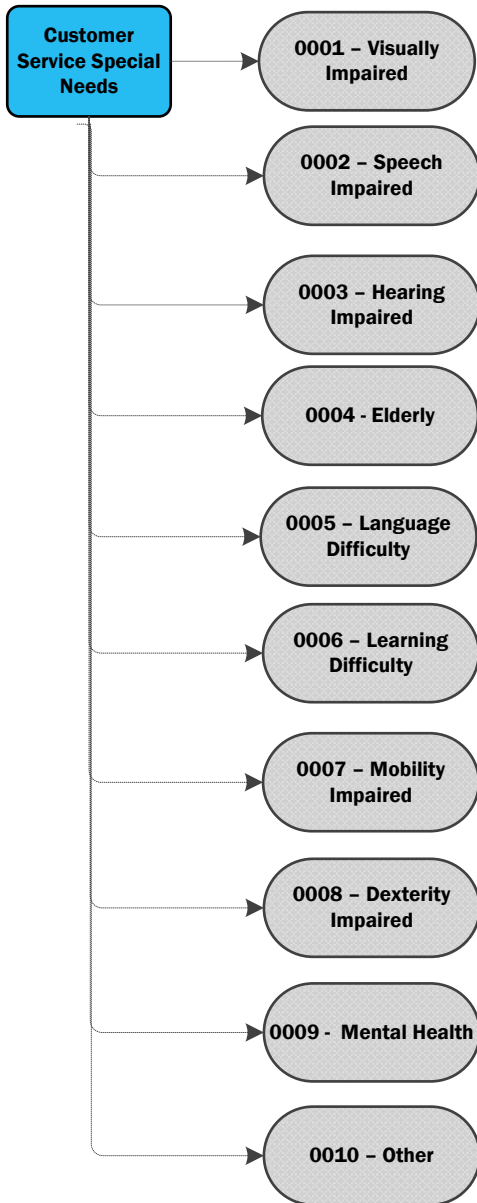 Customer
Service Special
Needs
0001 – Visually
Impaired
0002 – Speech
Impaired
0003 – Hearing
Impaired
0004 - Elderly
0005 – Language
Difficulty
0006 – Learning
Difficulty
0007 – Mobility
Impaired
0008 – Dexterity
Impaired
0009 -  Mental Health
0010 – Other